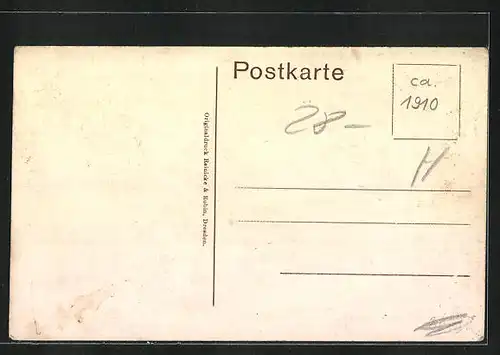 Postkarte
ca.
1910
28-
H
Originaldruck Reinicke & Rubin, Dresden.